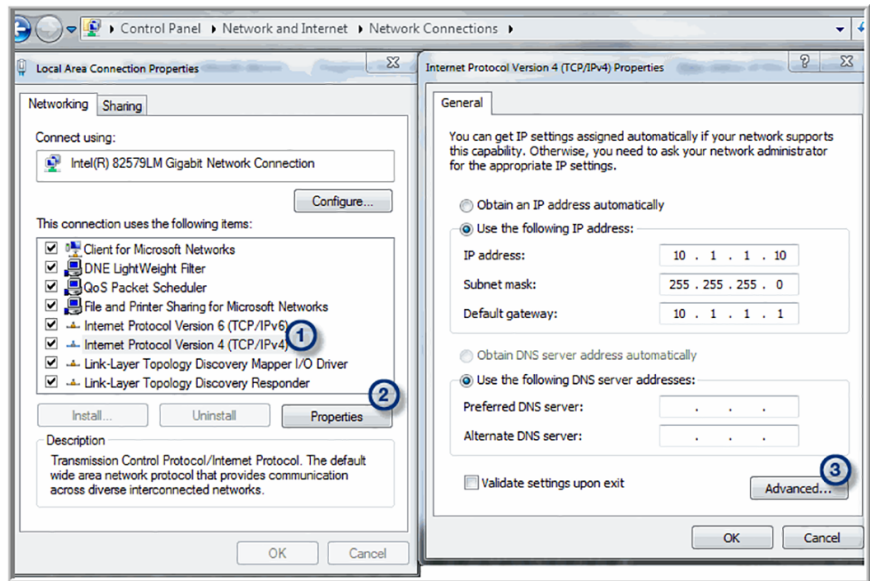 Control Panel Network and Internet Network Connections
Local Area Connection Properties
Networking Sharing
Connect using:
Intel(R) 82579LM Gigabit Network Connection
Configure...
This connection uses the following items:
Client for Microsoft Networks
DNE LightWeight Filter
QoS Packet Scheduler
File and Printer Sharing for Microsoft Networks
Internet Protocol Version 6 (TCP/IPv6)
Internet Protocol Version 4 (TCP/IPv4) 1
Link-Layer Topology Discovery Mapper I/O Driver
Link-Layer Topology Discovery Responder
2
Install... Uninstall Properties
Description
Transmission Control Protocol/Internet Protocol. The default
wide area network protocol that provides communication
across diverse interconnected networks.
OK Cancel
Internet Protocol Version 4 (TCP/IPv4) Properties
General
You can get IP settings assigned automatically if your network supports
this capability. Otherwise, you need to ask your network administrator
for the appropriate IP settings.
Obtain an IP address automatically
Use the following IP address:
IP address: 10 . 1 . 1 . 10
Subnet mask: 255 . 255 . 255 . 0
Default gateway: 10 . 1 . 1 . 1
Obtain DNS server address automatically
Use the following DNS server addresses:
Preferred DNS server: . . .
Alternate DNS server: . . .
3
Validate settings upon exit
Advanced...
OK Cancel